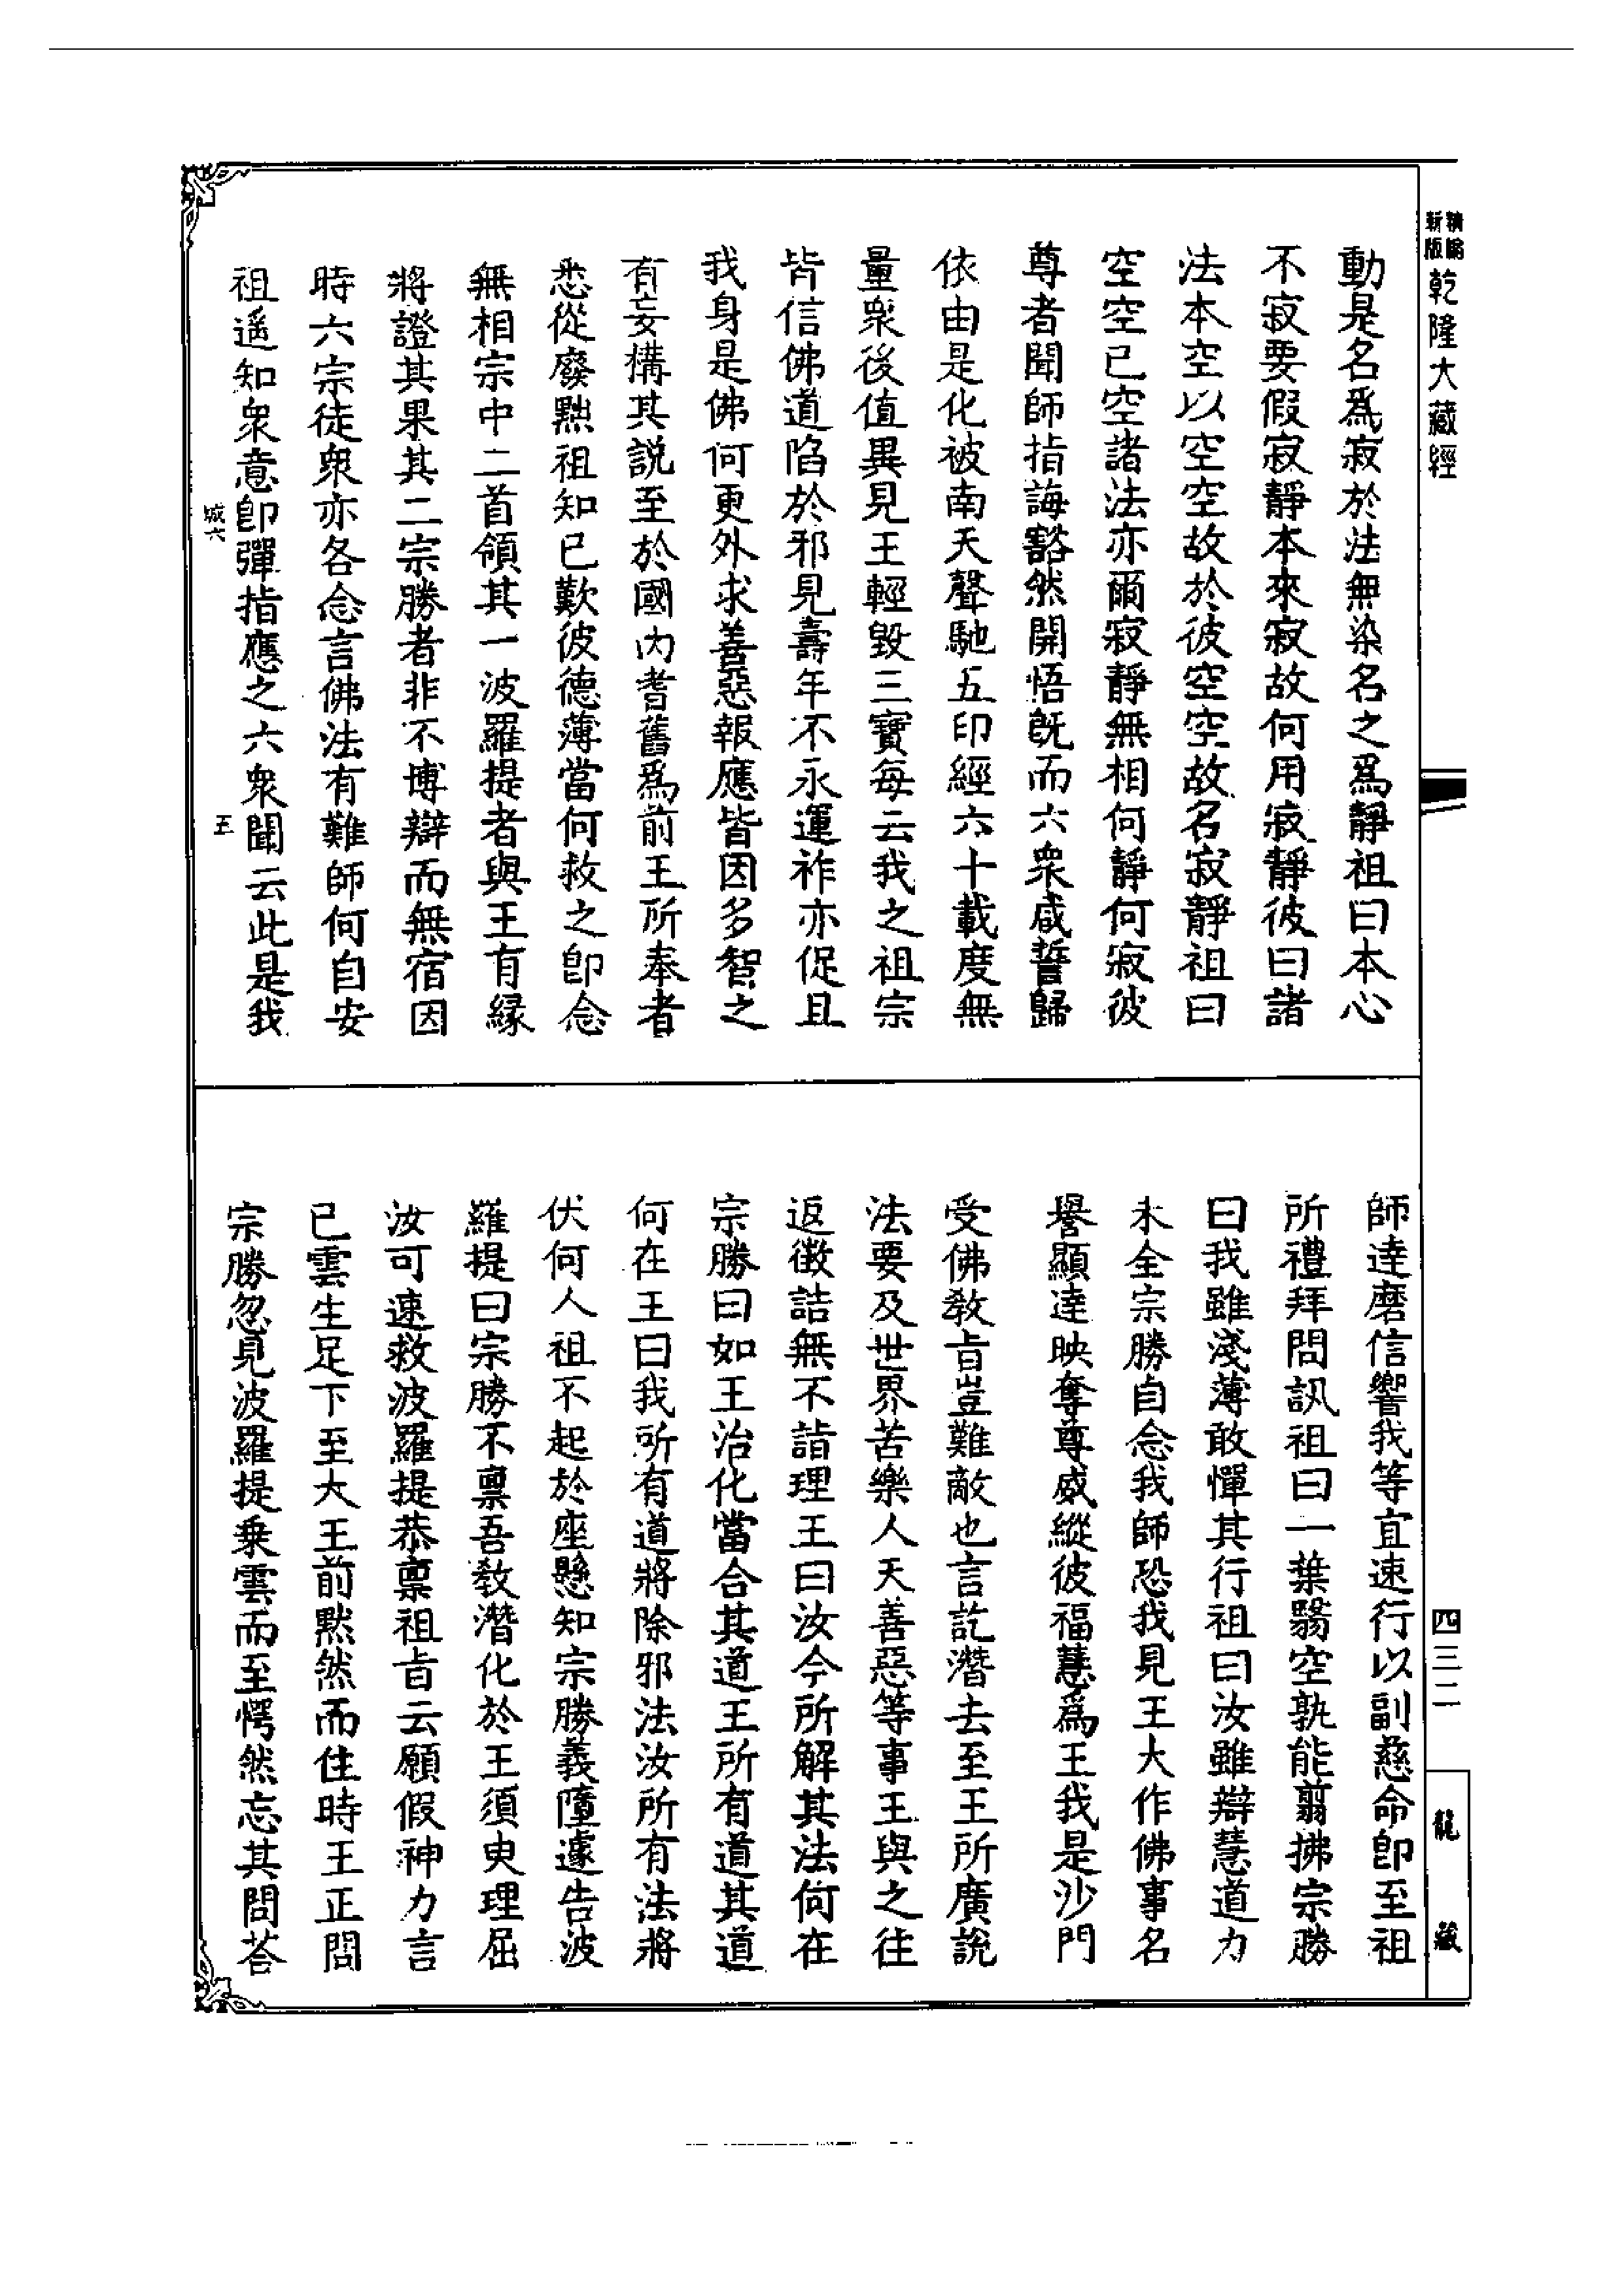 精編
新版
乾隆大藏經
動是名爲寂於法無染名之爲靜祖曰本心
不寂要假寂靜本來寂故何用寂靜彼曰諸
法本空以空空故於彼空空故名寂靜祖曰
空空已空諸法亦爾寂靜無相何靜何寂彼
尊者聞師指誨豁然開悟旣而六衆咸誓歸
依由是化被南天聲馳五印經六十載度無
量衆後值異見王輕毀三寶每云我之祖宗
皆信佛道陷於邪見壽年不永運祚亦促且
我身是佛何更外求善惡報應皆因多智之
有妄構其説至於國內耆舊爲前王所奉者
悉從廢黜祖知已歎彼德薄當何救之卽念
無相宗中二首領其一波羅提者與王有緣
將證其果其二宗勝者非不博辯而無宿因
時六宗徒衆亦各念言佛法有難師何自安
祖遥知衆意卽彈指應之六衆聞云此是我
城六
五
師達磨信響我等宜速行以副慈命卽至祖
所禮拜問訊祖曰一葉翳空孰能翦拂宗勝
曰我雖淺薄敢憚其行祖曰汝雖辯慧道力
未全宗勝自念我師恐我見王大作佛事名
譽顯達映奪尊威縱彼福慧爲王我是沙門
受佛教旨豈難敵也言訖潛去至王所廣説
法要及世界苦樂人天善惡等事王與之往
返徵詰無不詣理王曰汝今所解其法何在
宗勝曰如王治化當合其道王所有道其道
何在王曰我所有道將除邪法汝所有法將
伏何人祖不起於座懸知宗勝義墮遽告波
羅提曰宗勝不稟吾教潛化於王須臾理屈
汝可速救波羅提恭稟祖旨云願假神力言
已雲生足下至大王前默然而住時王正問
宗勝忽見波羅提乘雲而至愕然忘其問荅
四三二
龍藏